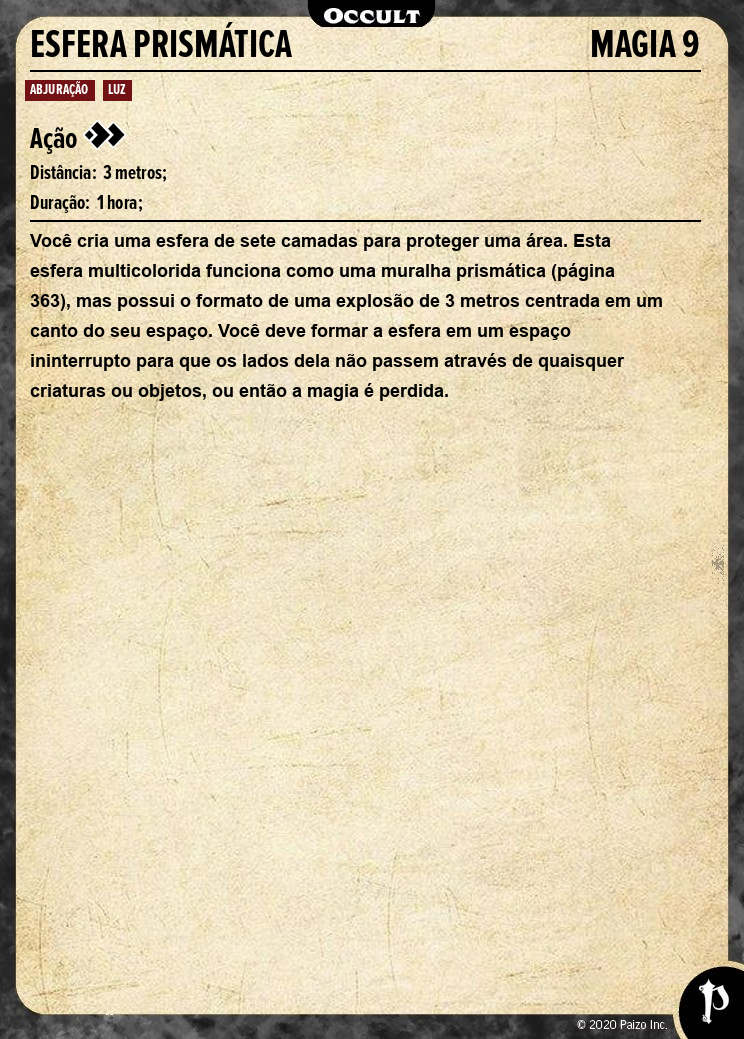 OCCULT
ESFERA PRISMÁTICA MAGIA 9
ABJURAÇÃO LUZ
Ação
Distância: 3 metros;
Duração: 1 hora;
Você cria uma esfera de sete camadas para proteger uma área. Esta
esfera multicolorida funciona como uma muralha prismática (página
363), mas possui o formato de uma explosão de 3 metros centrada em um
canto do seu espaço. Você deve formar a esfera em um espaço
ininterrupto para que os lados dela não passem através de quaisquer
criaturas ou objetos, ou então a magia é perdida.
© 2020 Paizo Inc.
P